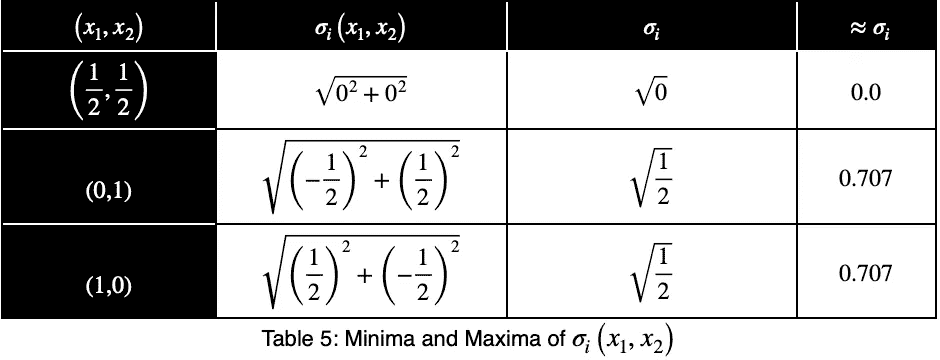 (x₁, x₂) σᵢ (x₁, x₂) σᵢ ≈ σᵢ
(1/2, 1/2) √(0² + 0²) √0 0.0
(0,1) √((−1/2)² + (1/2)²) √(1/2) 0.707
(1,0) √((1/2)² + (−1/2)²) √(1/2) 0.707
Table 5: Minima and Maxima of σᵢ (x₁, x₂)